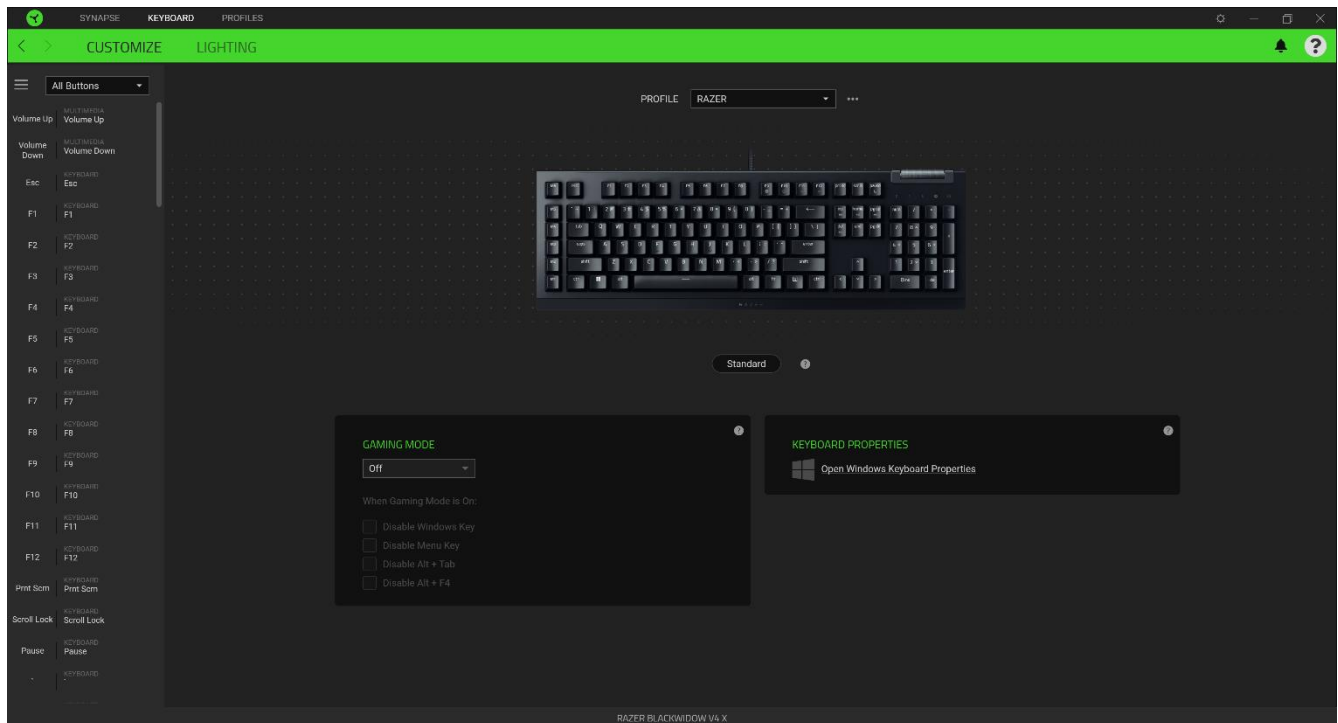 SYNAPSE KEYBOARD PROFILES
CUSTOMIZE LIGHTING
All Buttons
PROFILE RAZER
MULTIMEDIA
Volume Up Volume Up
MULTIMEDIA
Volume Down Volume Down
KEYBOARD
Esc Esc
KEYBOARD
F1 F1
KEYBOARD
F2 F2
KEYBOARD
F3 F3
KEYBOARD
F4 F4
KEYBOARD
F5 F5
KEYBOARD
F6 F6
KEYBOARD
F7 F7
KEYBOARD
F8 F8
KEYBOARD
F9 F9
KEYBOARD
F10 F10
KEYBOARD
F11 F11
KEYBOARD
F12 F12
KEYBOARD
Prnt Scrn Prnt Scrn
KEYBOARD
Scroll Lock Scroll Lock
KEYBOARD
Pause Pause
KEYBOARD
` `
Standard
GAMING MODE
Off
When Gaming Mode is On:
Disable Windows Key
Disable Menu Key
Disable Alt + Tab
Disable Alt + F4
KEYBOARD PROPERTIES
Open Windows Keyboard Properties
RAZER BLACKWIDOW V4 X